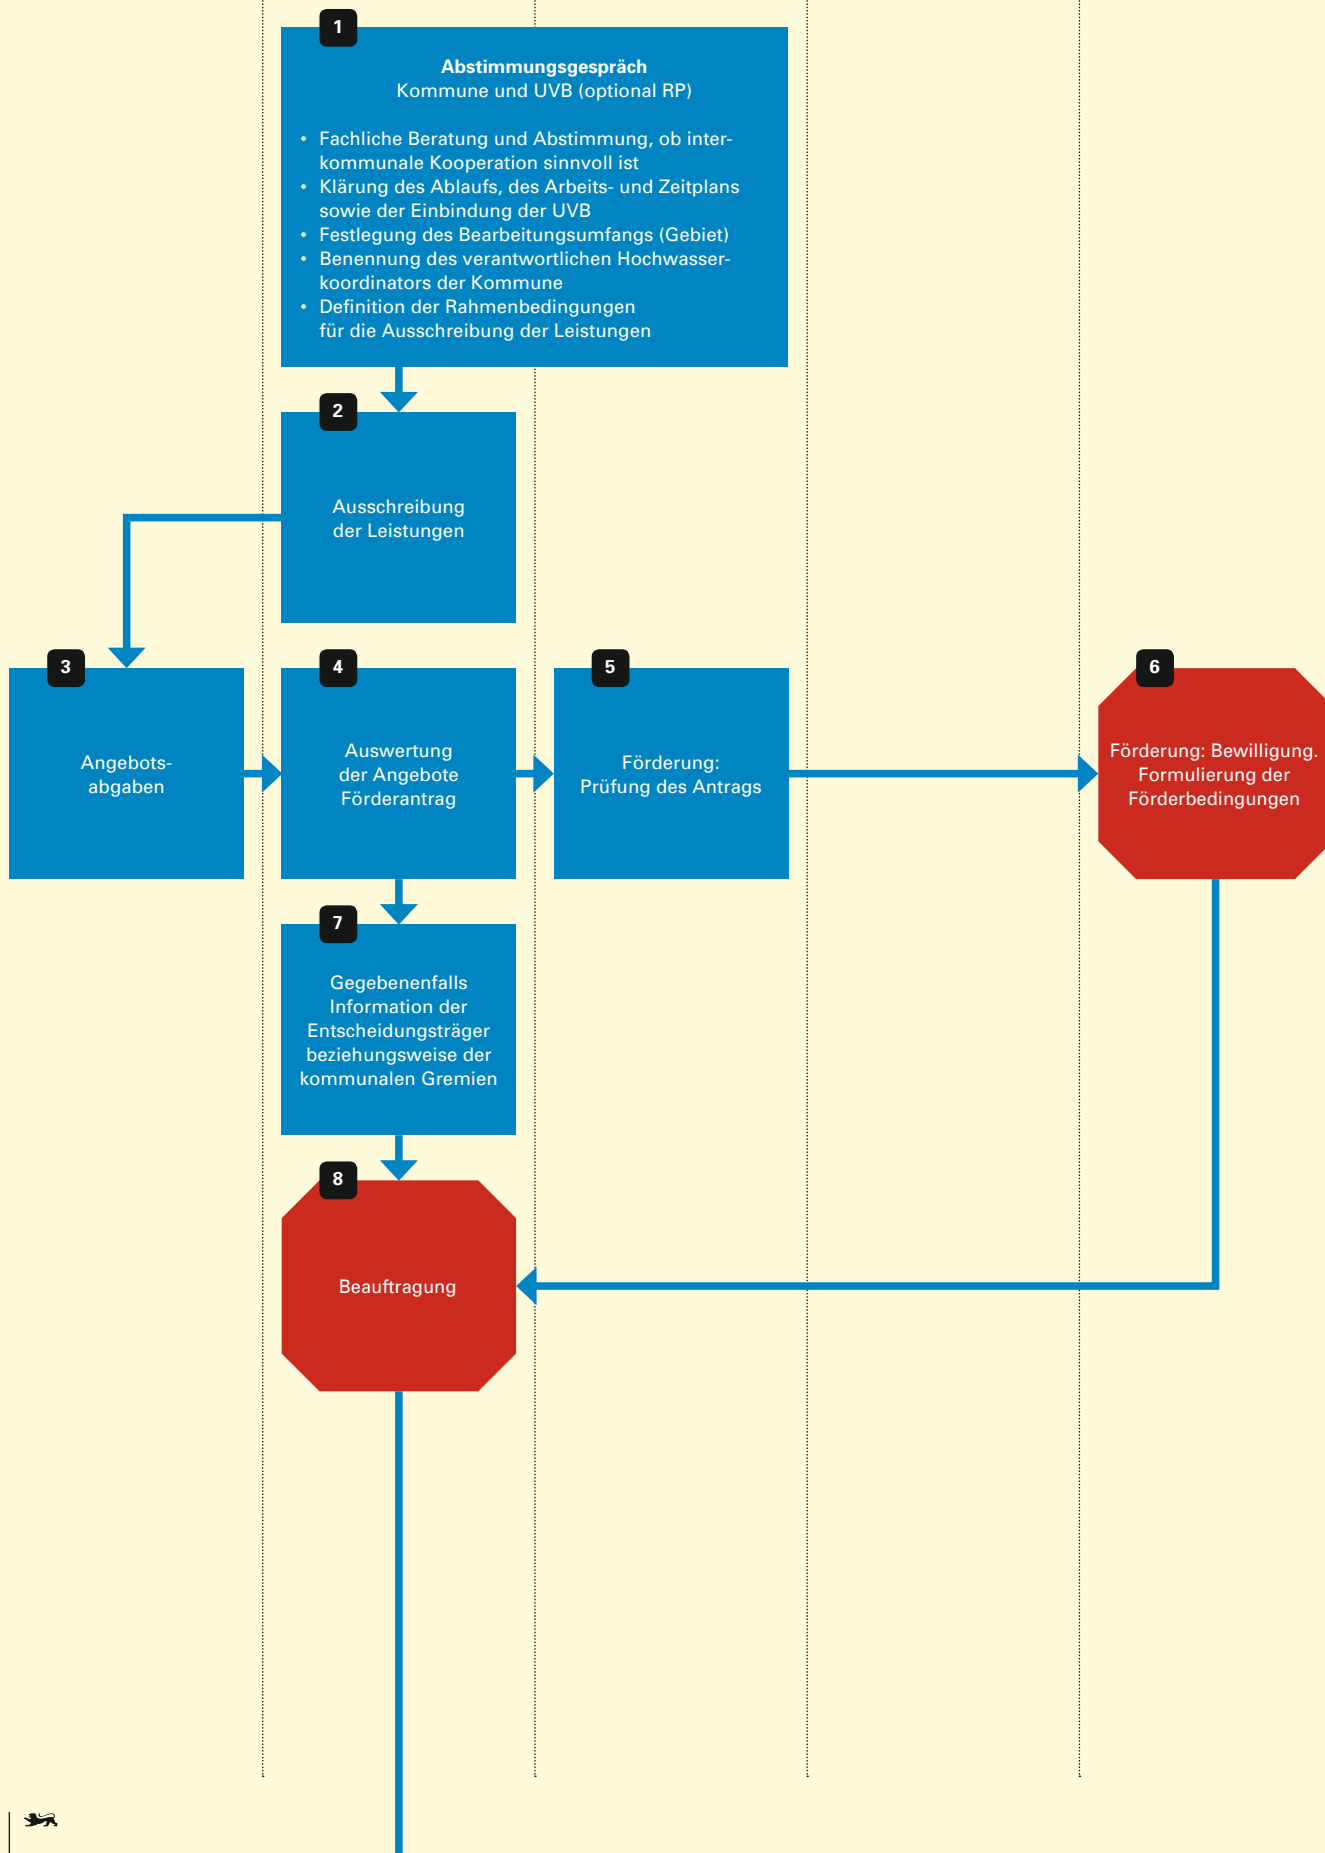 1
Abstimmungsgespräch
Kommune und UVB (optional RP)
• Fachliche Beratung und Abstimmung, ob inter-
kommunale Kooperation sinnvoll ist
• Klärung des Ablaufs, des Arbeits- und Zeitplans
sowie der Einbindung der UVB
• Festlegung des Bearbeitungsumfangs (Gebiet)
• Benennung des verantwortlichen Hochwasser-
koordinators der Kommune
• Definition der Rahmenbedingungen
für die Ausschreibung der Leistungen
2
Ausschreibung
der Leistungen
3
Angebots-
abgaben
4
Auswertung
der Angebote
Förderantrag
5
Förderung:
Prüfung des Antrags
6
Förderung: Bewilligung.
Formulierung der
Förderbedingungen
7
Gegebenenfalls
Information der
Entscheidungsträger
beziehungsweise der
kommunalen Gremien
8
Beauftragung